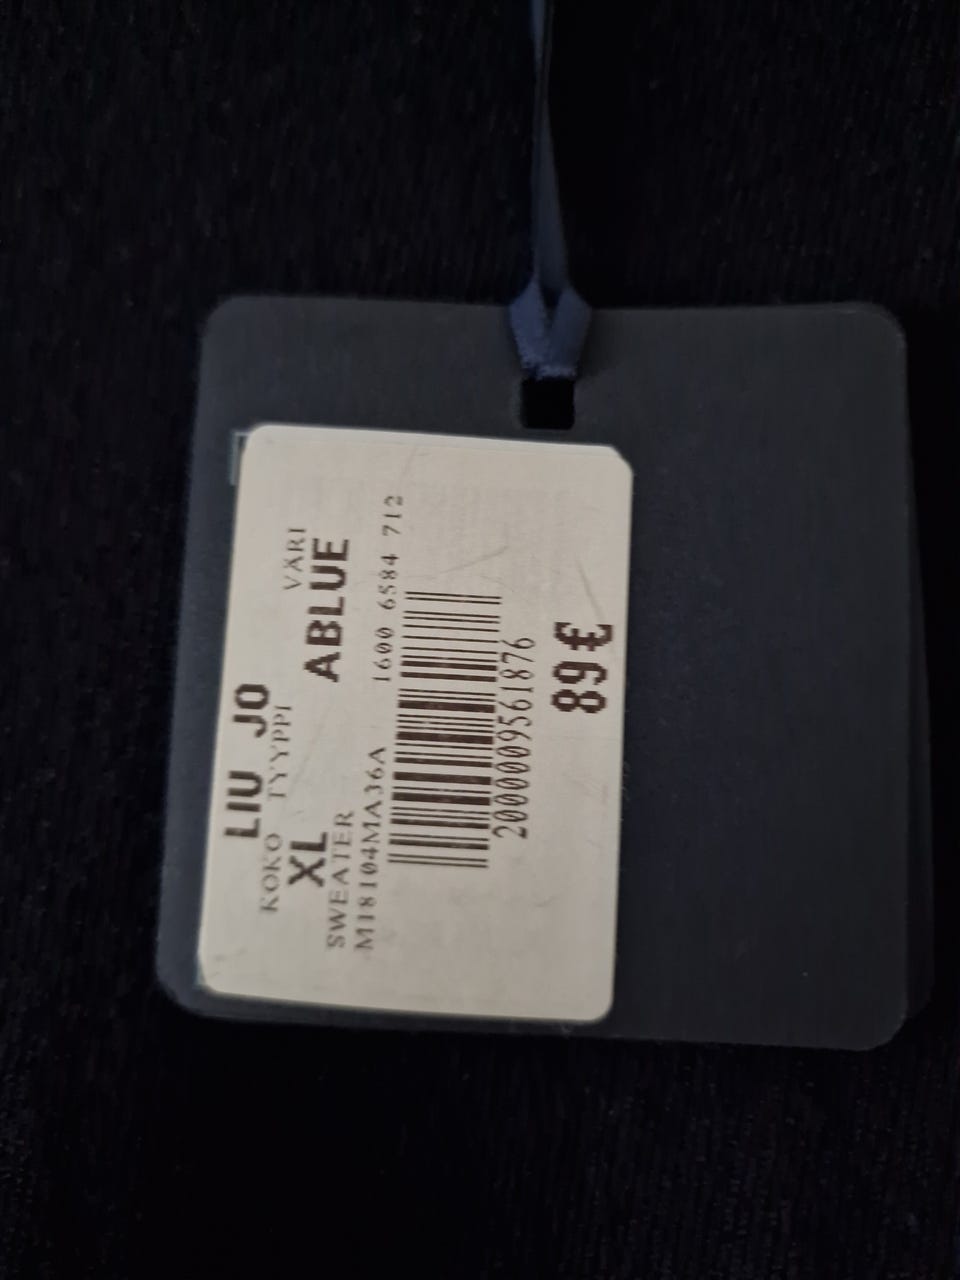 LIU JO
KOKO TYYPPI VÄRI
XL ABLUE
SWEATER
M18104MA36A 1600 6584 712
2000009561876
89€